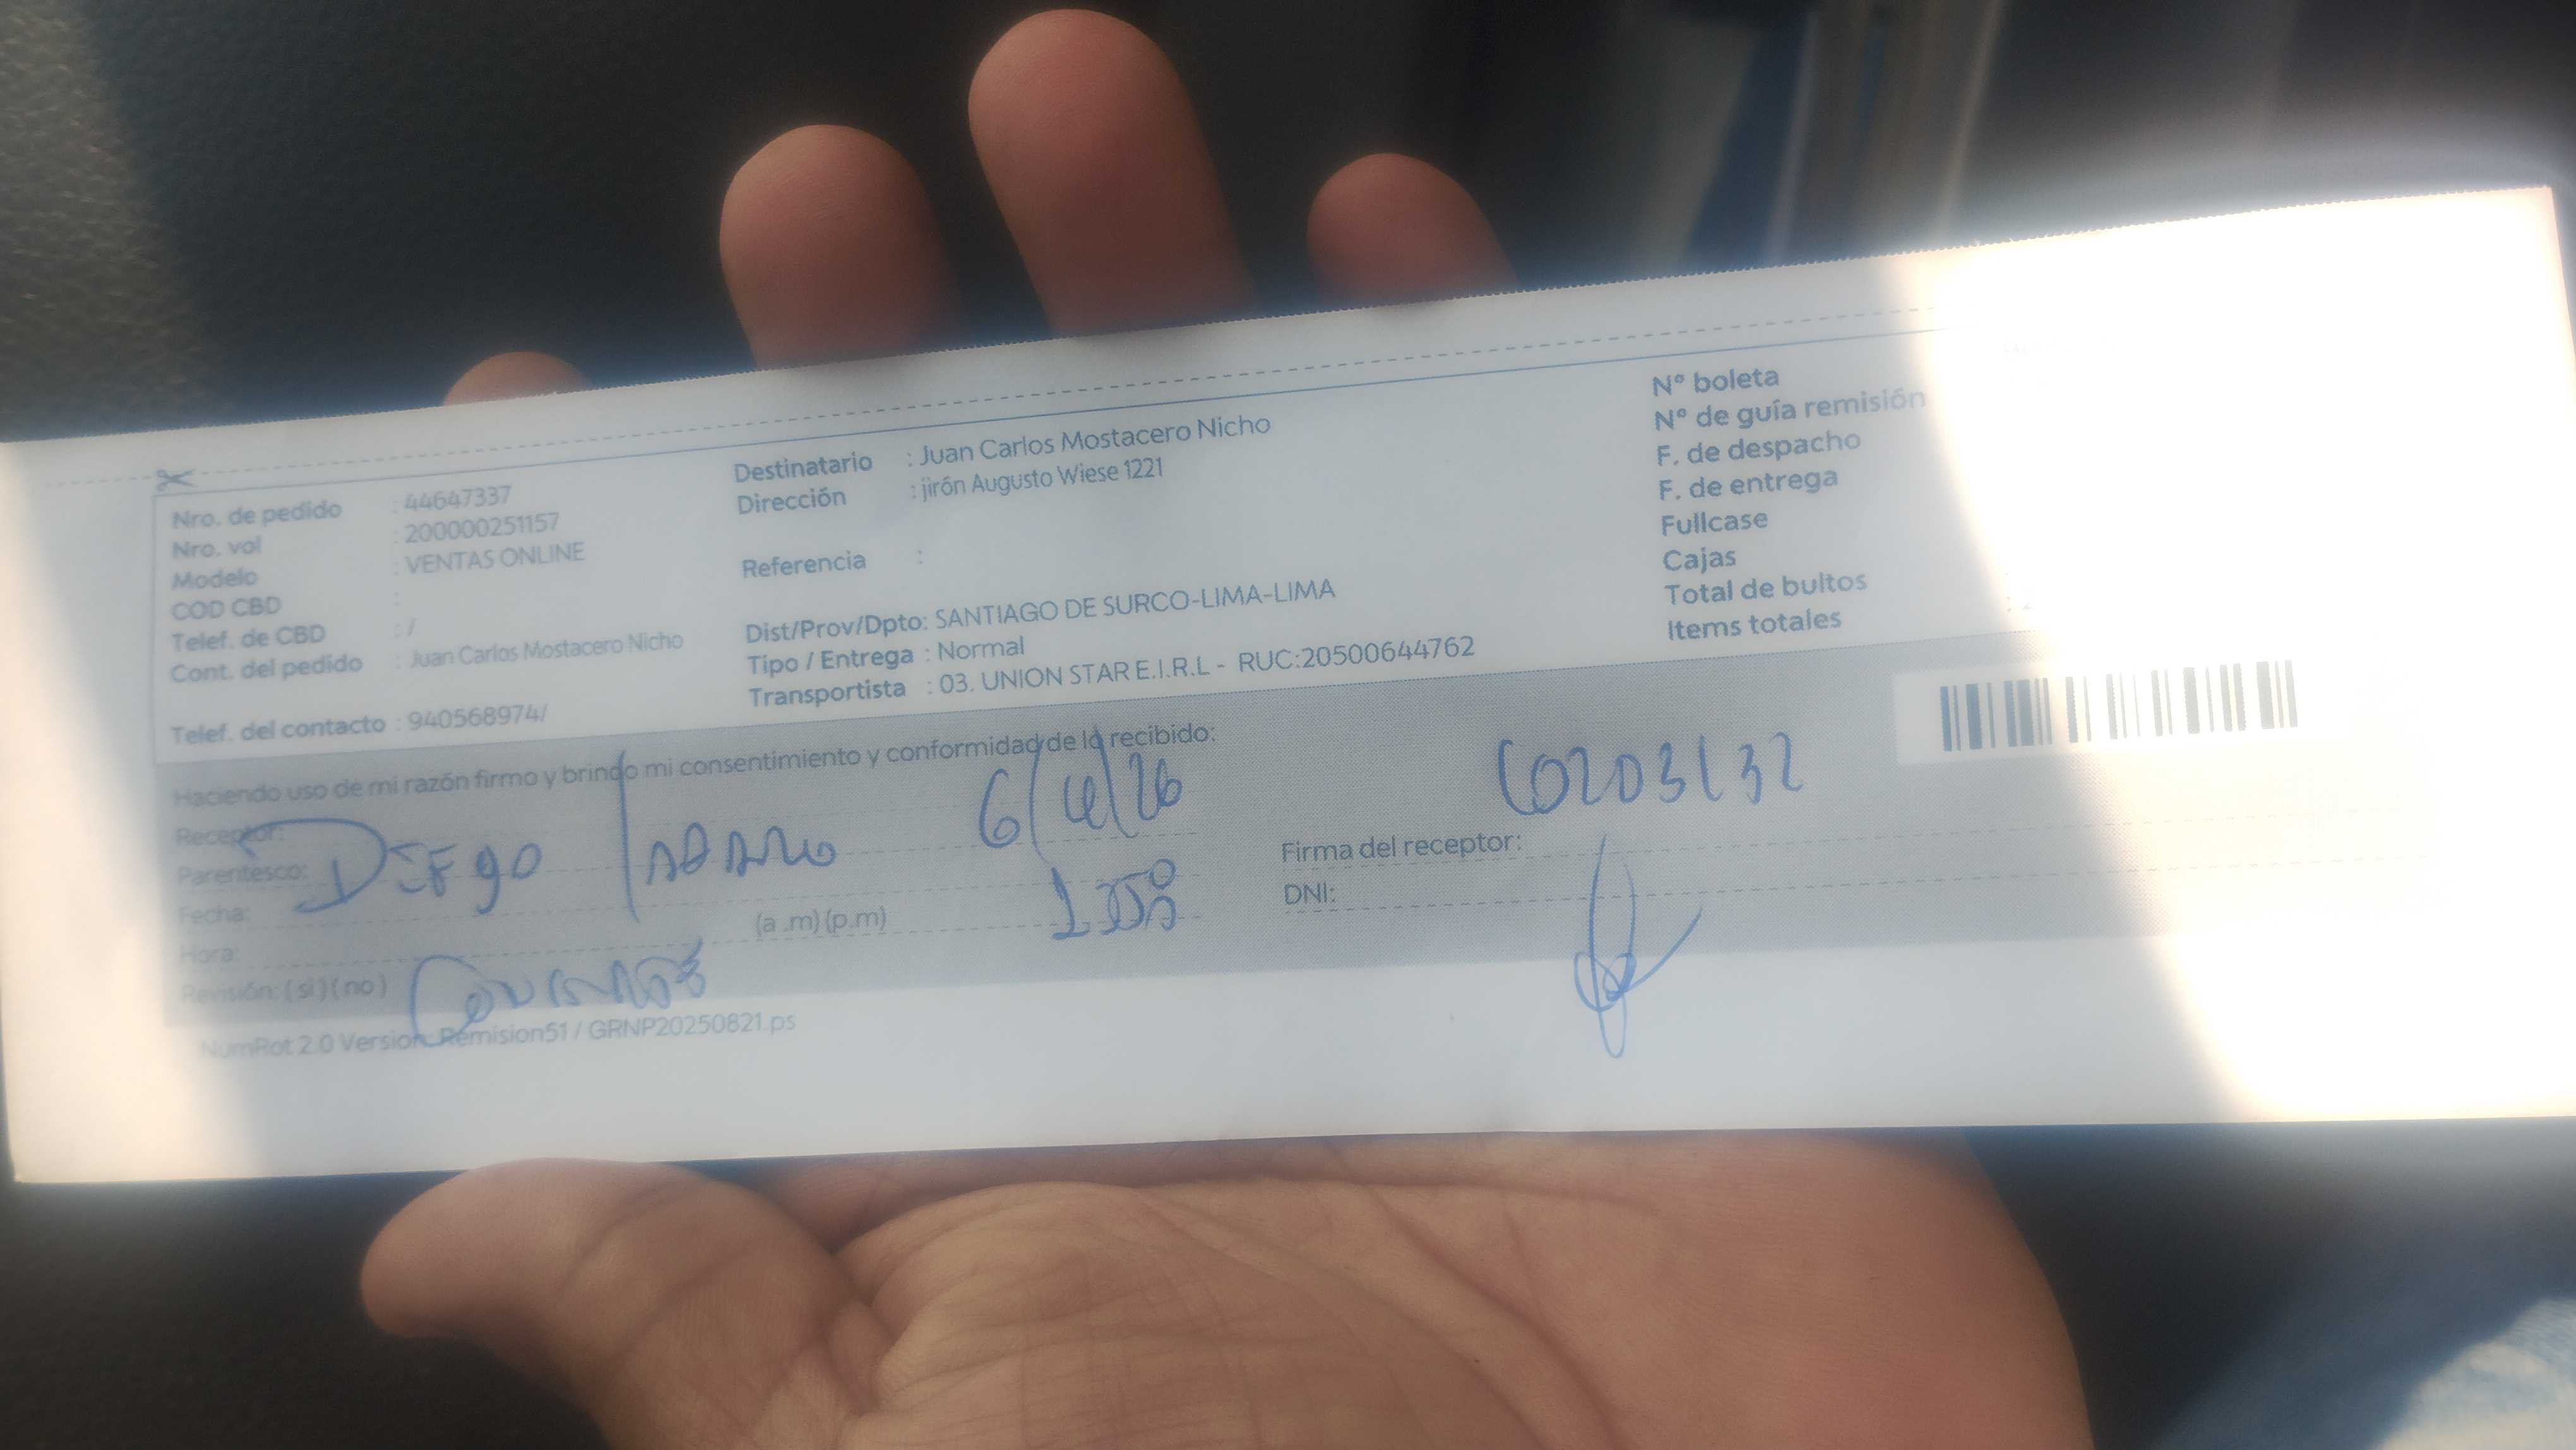 Nro. de pedido : 44647337
Nro. vol : 200000251157
Modelo : VENTAS ONLINE
COD CBD :
Telef. de CBD : /
Cont. del pedido : Juan Carlos Mostacero Nicho
Telef. del contacto : 940568974/
Destinatario : Juan Carlos Mostacero Nicho
Dirección : jirón Augusto Wiese 1221
Referencia :
Dist/Prov/Dpto: SANTIAGO DE SURCO-LIMA-LIMA
Tipo / Entrega : Normal
Transportista : 03. UNION STAR E.I.R.L - RUC:20500644762
N° boleta
N° de guía remisión
F. de despacho
F. de entrega
Fullcase
Cajas
Total de bultos
Items totales
Haciendo uso de mi razón firmo y brindo mi consentimiento y conformidad de lo recibido:
Receptor:
Parentesco: DIEGO
6/4/26
Fecha:
Hora: (a .m) (p.m)
Revisión: ( si ) ( no )
Firma del receptor:
DNI:
NumRot 2.0 Version: Remision51 / GRNP20250821.ps